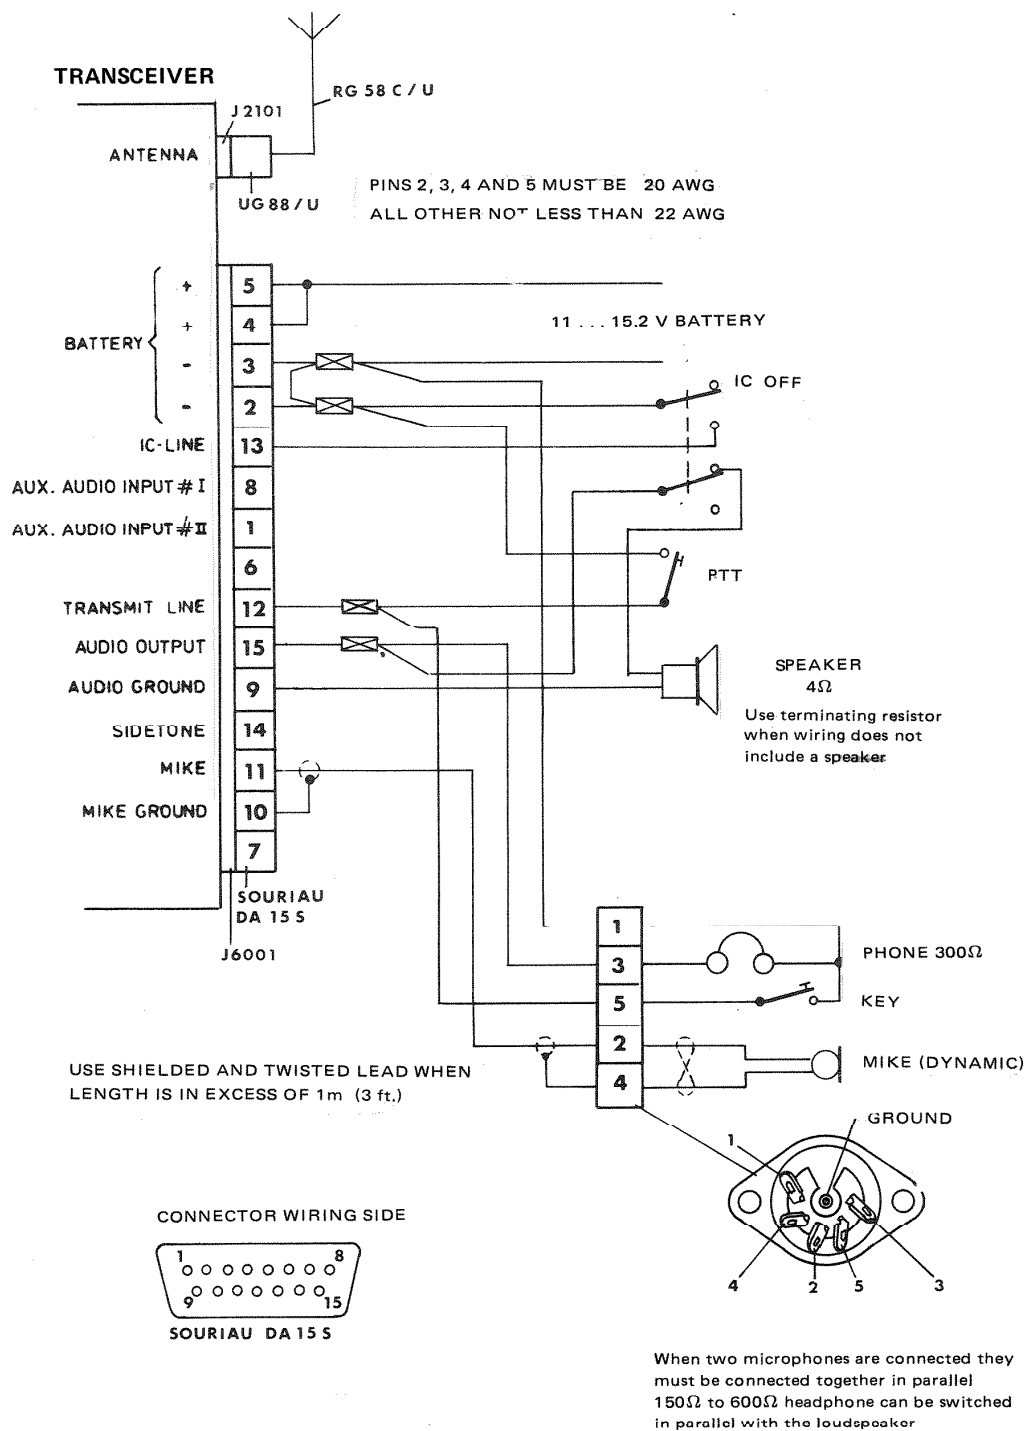 TRANSCEIVER
RG 58 C / U
J 2101
ANTENNA
UG 88 / U
PINS 2, 3, 4 AND 5 MUST BE 20 AWG
ALL OTHER NOT LESS THAN 22 AWG
+ 5
+ 4
11 ... 15.2 V BATTERY
BATTERY
- 3
- 2
IC OFF
IC-LINE 13
AUX. AUDIO INPUT # I 8
AUX. AUDIO INPUT # II 1
6
PTT
TRANSMIT LINE 12
AUDIO OUTPUT 15
AUDIO GROUND 9
SPEAKER
4Ω
Use terminating resistor
when wiring does not
include a speaker
SIDETONE 14
MIKE 11
MIKE GROUND 10
7
SOURIAU
DA 15 S
J6001
1
3
PHONE 300Ω
5
KEY
2
MIKE (DYNAMIC)
4
USE SHIELDED AND TWISTED LEAD WHEN
LENGTH IS IN EXCESS OF 1m (3 ft.)
GROUND
1
4
2
5
3
CONNECTOR WIRING SIDE
1 8
9 15
SOURIAU DA 15 S
When two microphones are connected they
must be connected together in parallel
150Ω to 600Ω headphone can be switched
in parallel with the loudspeaker